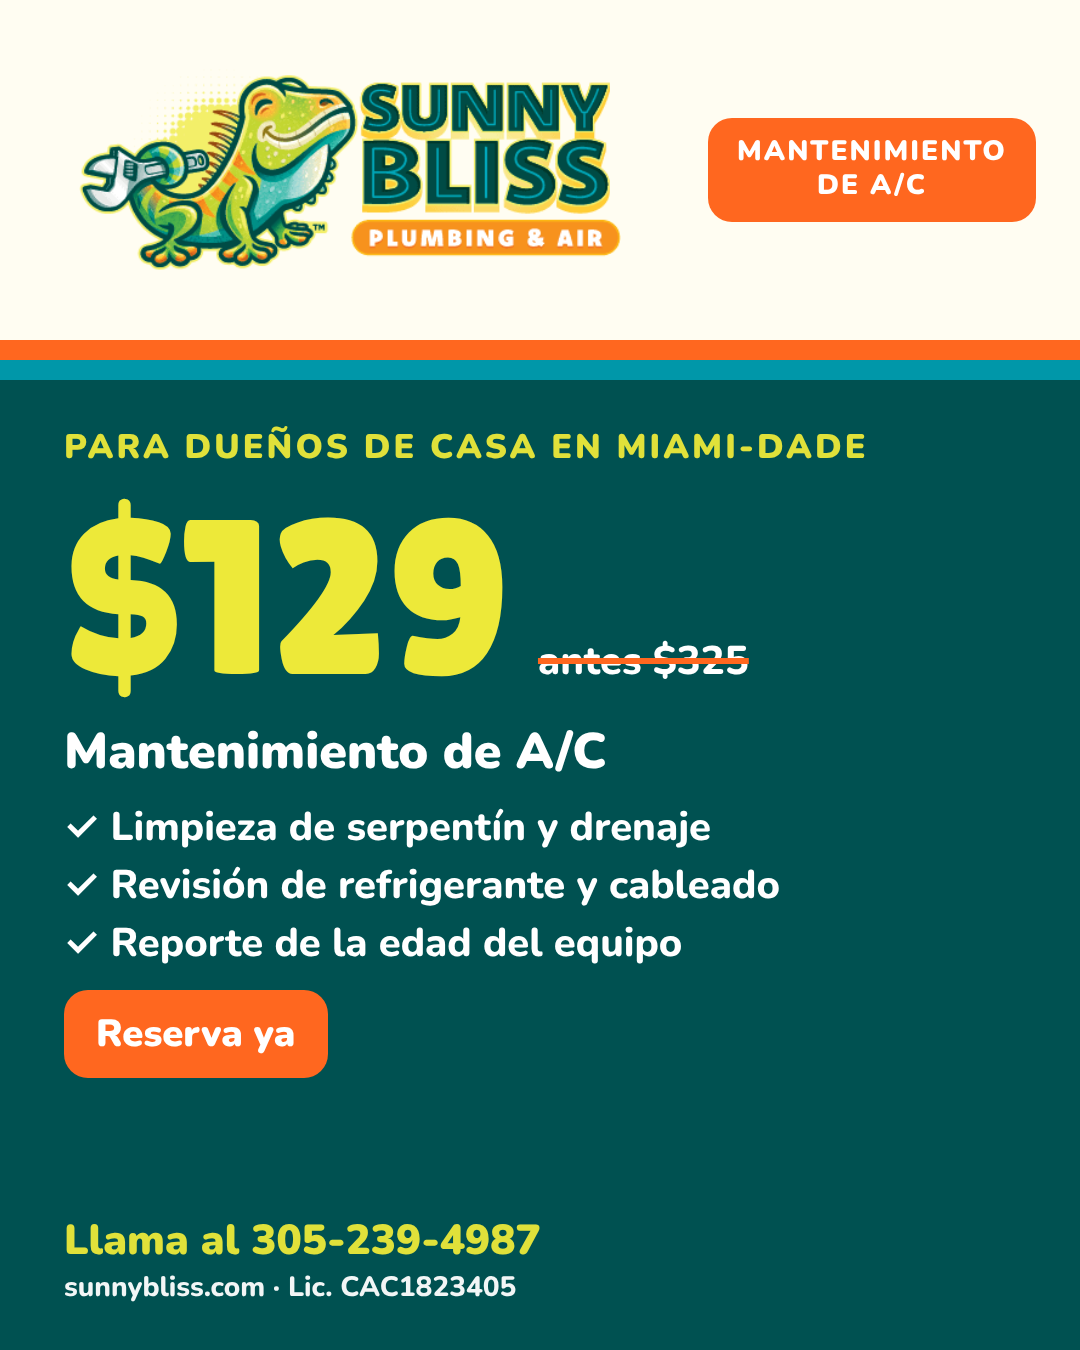 SUNNY
BLISS
PLUMBING & AIR
™
MANTENIMIENTO
DE A/C
PARA DUEÑOS DE CASA EN MIAMI-DADE
$129
antes $325
Mantenimiento de A/C
✓ Limpieza de serpentín y drenaje
✓ Revisión de refrigerante y cableado
✓ Reporte de la edad del equipo
Reserva ya
Llama al 305-239-4987
sunnybliss.com · Lic. CAC1823405